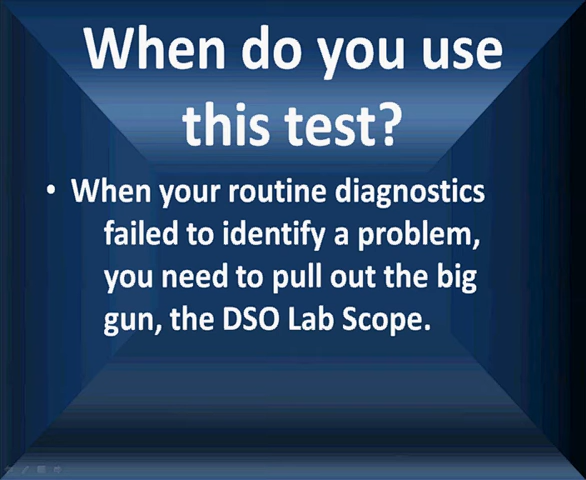 When do you use
this test?
• When your routine diagnostics
failed to identify a problem,
you need to pull out the big
gun, the DSO Lab Scope.